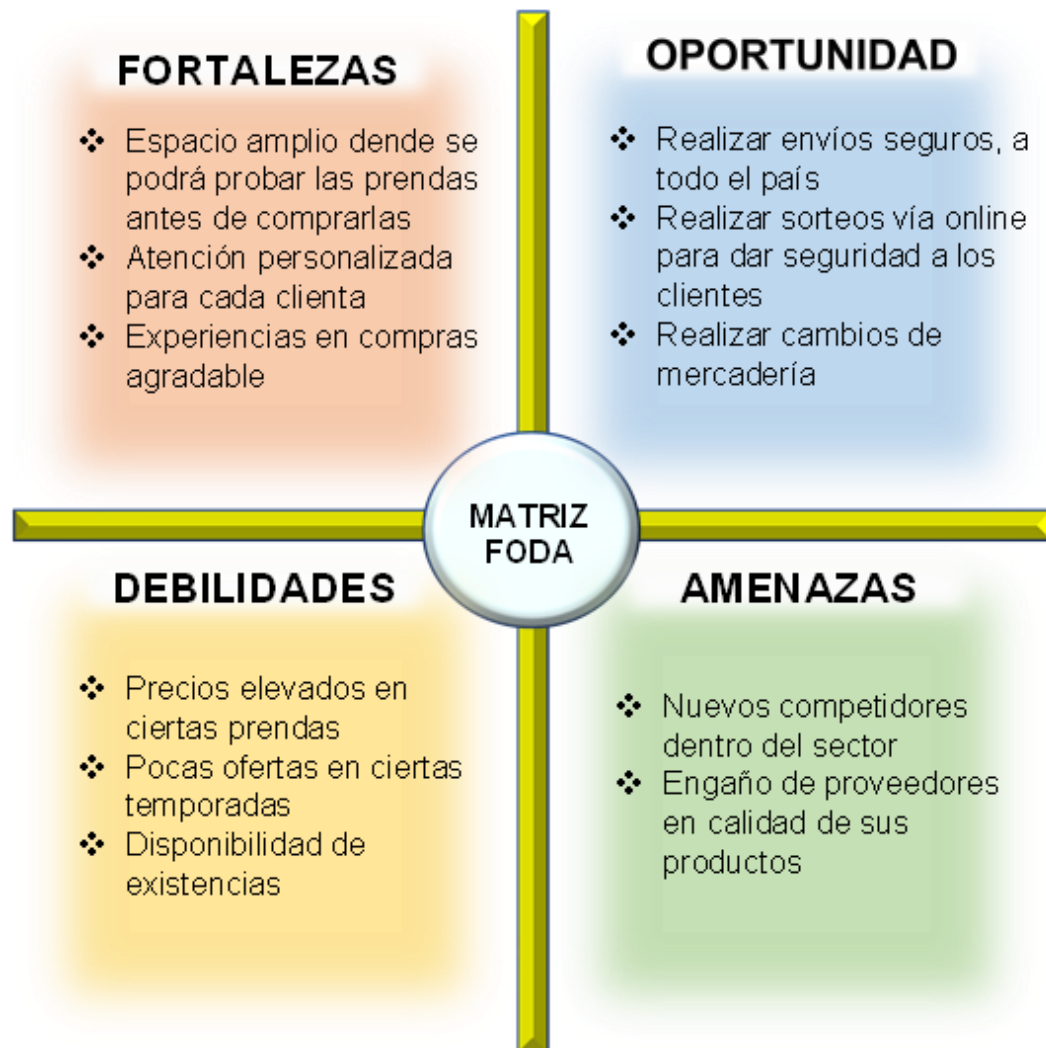 FORTALEZAS
❖ Espacio amplio dende se
podrá probar las prendas
antes de comprarlas
❖ Atención personalizada
para cada clienta
❖ Experiencias en compras
agradable
OPORTUNIDAD
❖ Realizar envíos seguros, a
todo el país
❖ Realizar sorteos vía online
para dar seguridad a los
clientes
❖ Realizar cambios de
mercadería
MATRIZ
FODA
DEBILIDADES
❖ Precios elevados en
ciertas prendas
❖ Pocas ofertas en ciertas
temporadas
❖ Disponibilidad de
existencias
AMENAZAS
❖ Nuevos competidores
dentro del sector
❖ Engaño de proveedores
en calidad de sus
productos